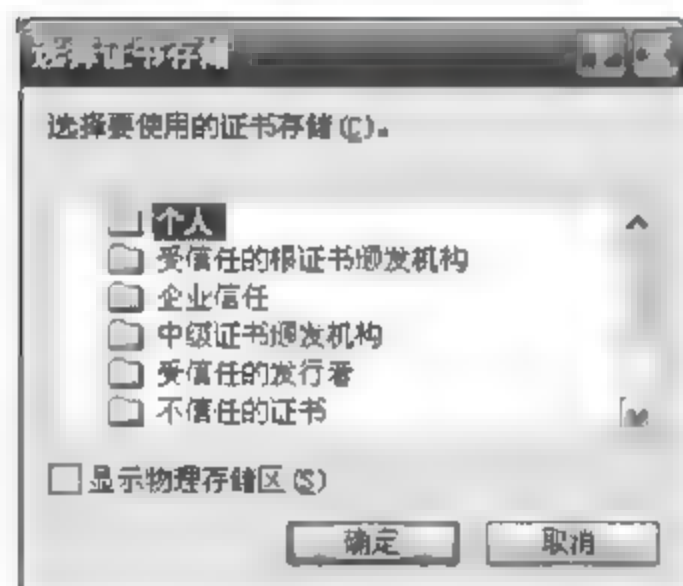 选择证书存储
选择要使用的证书存储(C)。
个人
受信任的根证书颁发机构
企业信任
中级证书颁发机构
受信任的发行者
不信任的证书
显示物理存储区(S)
确定
取消